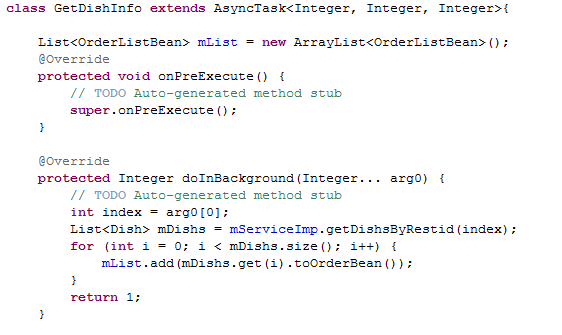 class GetDishInfo extends AsyncTask<Integer, Integer, Integer>{
List<OrderListBean> mList = new ArrayList<OrderListBean>();
@Override
protected void onPreExecute() {
// TODO Auto-generated method stub
super.onPreExecute();
}
@Override
protected Integer doInBackground(Integer... arg0) {
// TODO Auto-generated method stub
int index = arg0[0];
List<Dish> mDishs = mServiceImp.getDishsByRestid(index);
for (int i = 0; i < mDishs.size(); i++) {
mList.add(mDishs.get(i).toOrderBean());
}
return 1;
}